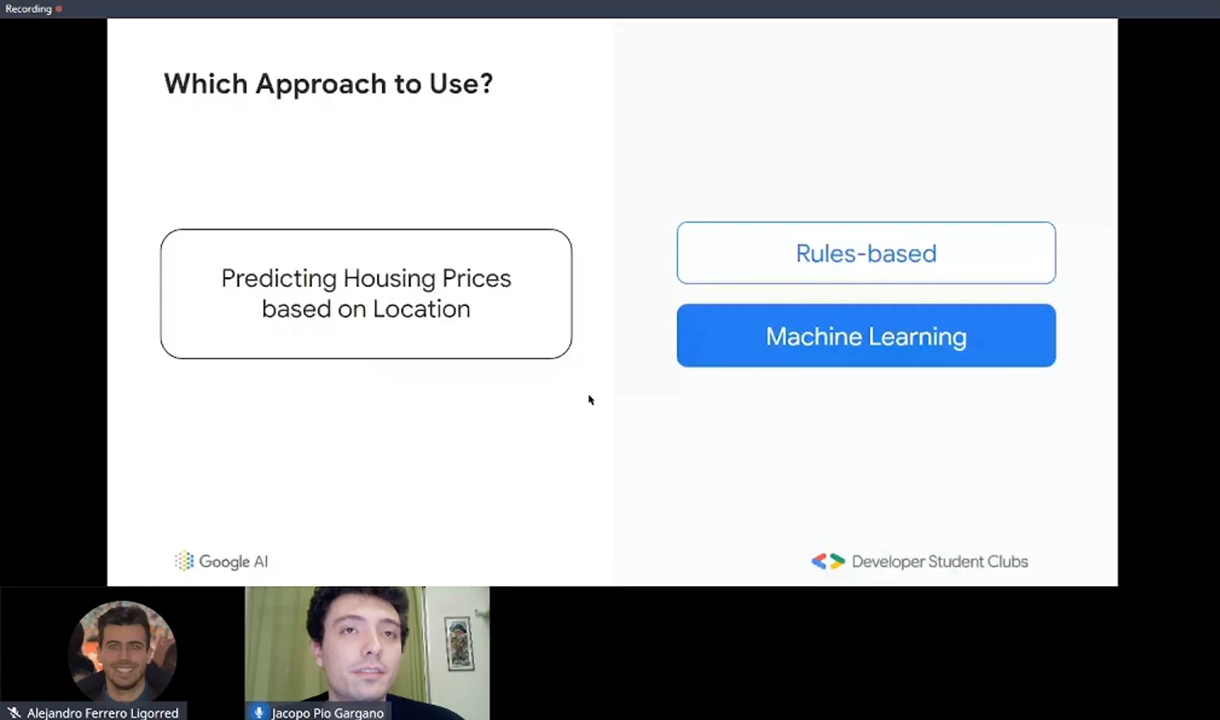 Recording
Which Approach to Use?
Predicting Housing Prices
based on Location
Rules-based
Machine Learning
Google AI
Developer Student Clubs
Alejandro Ferrero Ligorred
Jacopo Pio Gargano